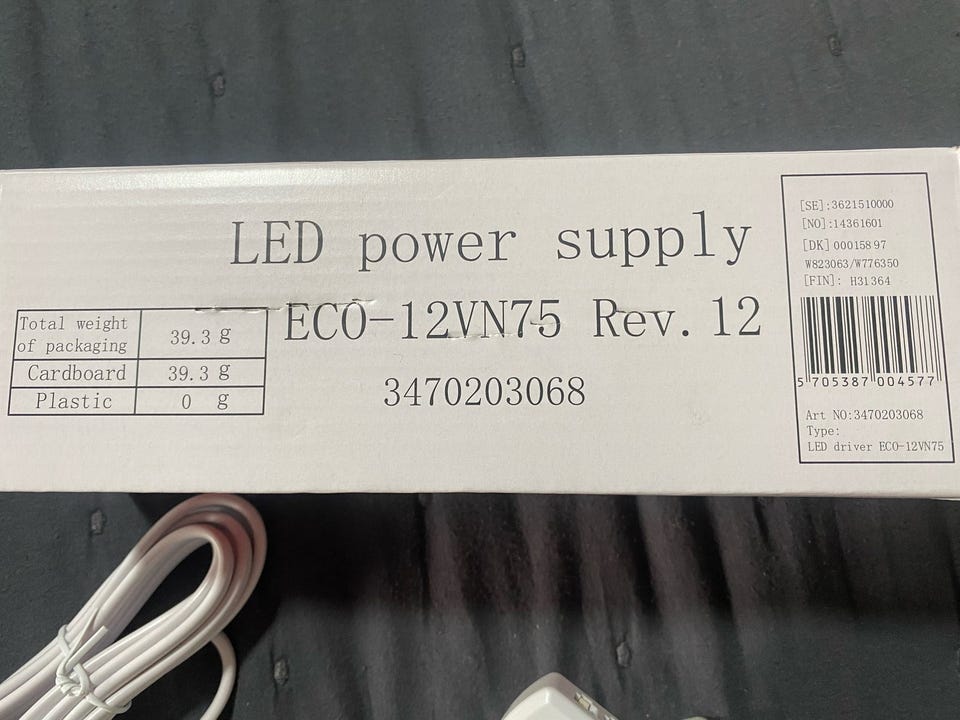 LED power supply
ECO-12VN75 Rev. 12
3470203068
Total weight of packaging 39.3 g
Cardboard 39.3 g
Plastic 0 g
[SE]:3621510000
[NO]:14361601
[DK] 00015897
W823063/W776350
[FIN]: H31364
5 705387 004577
Art NO:3470203068
Type:
LED driver ECO-12VN75